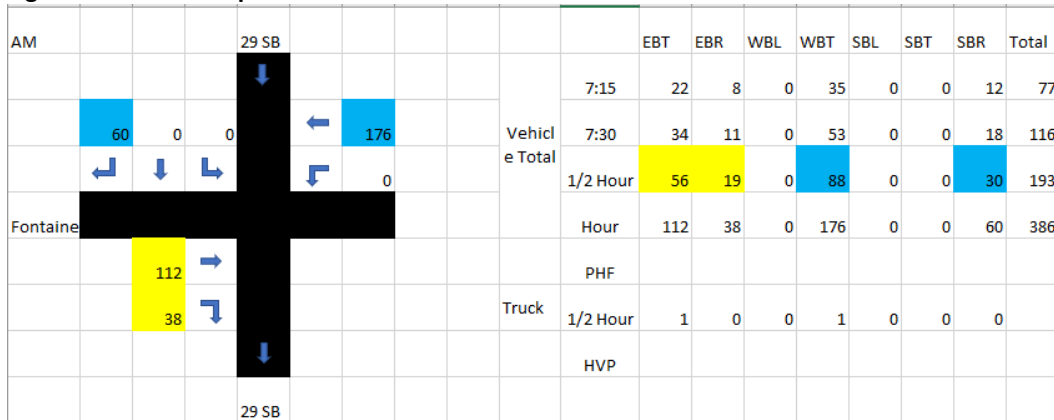 AM 29 SB EBT EBR WBL WBT SBL SBT SBR Total
7:15 22 8 0 35 0 0 12 77
60 0 0 176 Vehicl 7:30 34 11 0 53 0 0 18 116
e Total
0 1/2 Hour 56 19 0 88 0 0 30 193
Fontaine Hour 112 38 0 176 0 0 60 386
112 PHF
38 Truck 1/2 Hour 1 0 0 1 0 0 0
HVP
29 SB